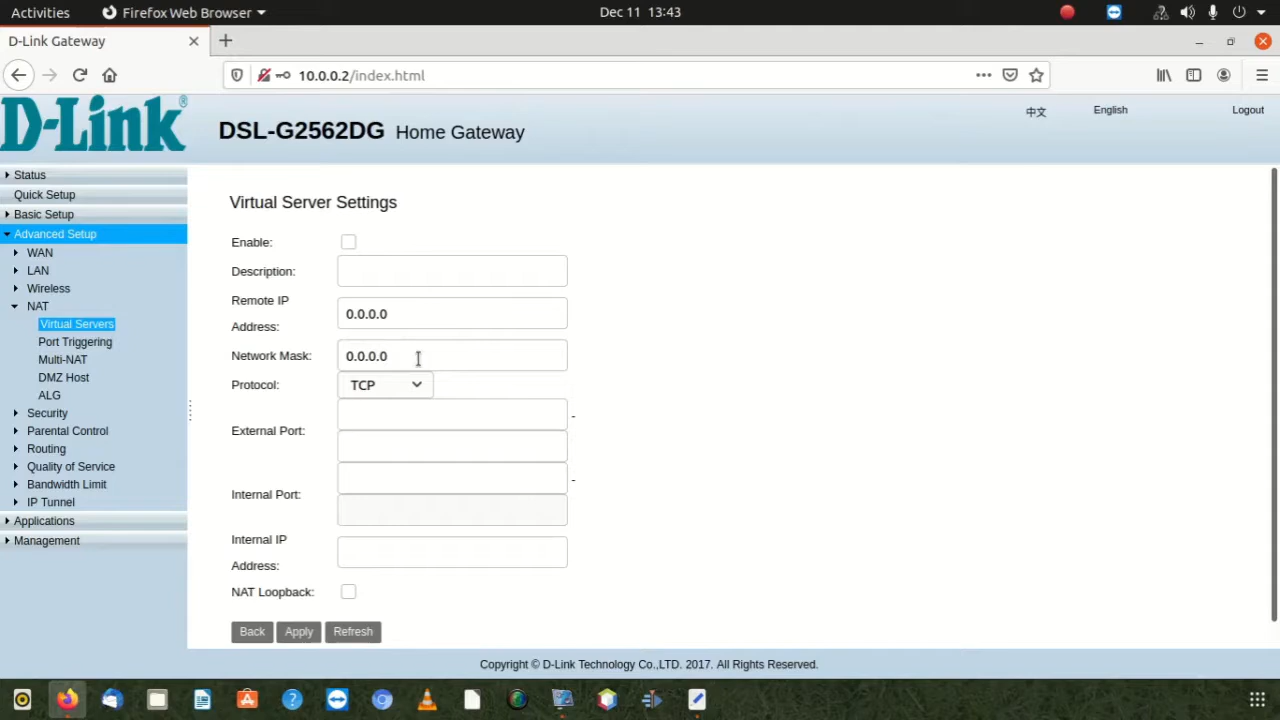 Activities
Firefox Web Browser
Dec 11 13:43
D-Link Gateway
10.0.0.2/index.html
D-Link®
DSL-G2562DG Home Gateway
中文
English
Logout
Status
Quick Setup
Basic Setup
Advanced Setup
WAN
LAN
Wireless
NAT
Virtual Servers
Port Triggering
Multi-NAT
DMZ Host
ALG
Security
Parental Control
Routing
Quality of Service
Bandwidth Limit
IP Tunnel
Applications
Management
Virtual Server Settings
Enable:
Description:
Remote IP
Address:
0.0.0.0
Network Mask: 0.0.0.0
Protocol: TCP
External Port: -
Internal Port: -
Internal IP
Address:
NAT Loopback:
Back Apply Refresh
Copyright © D-Link Technology Co.,LTD. 2017. All Rights Reserved.